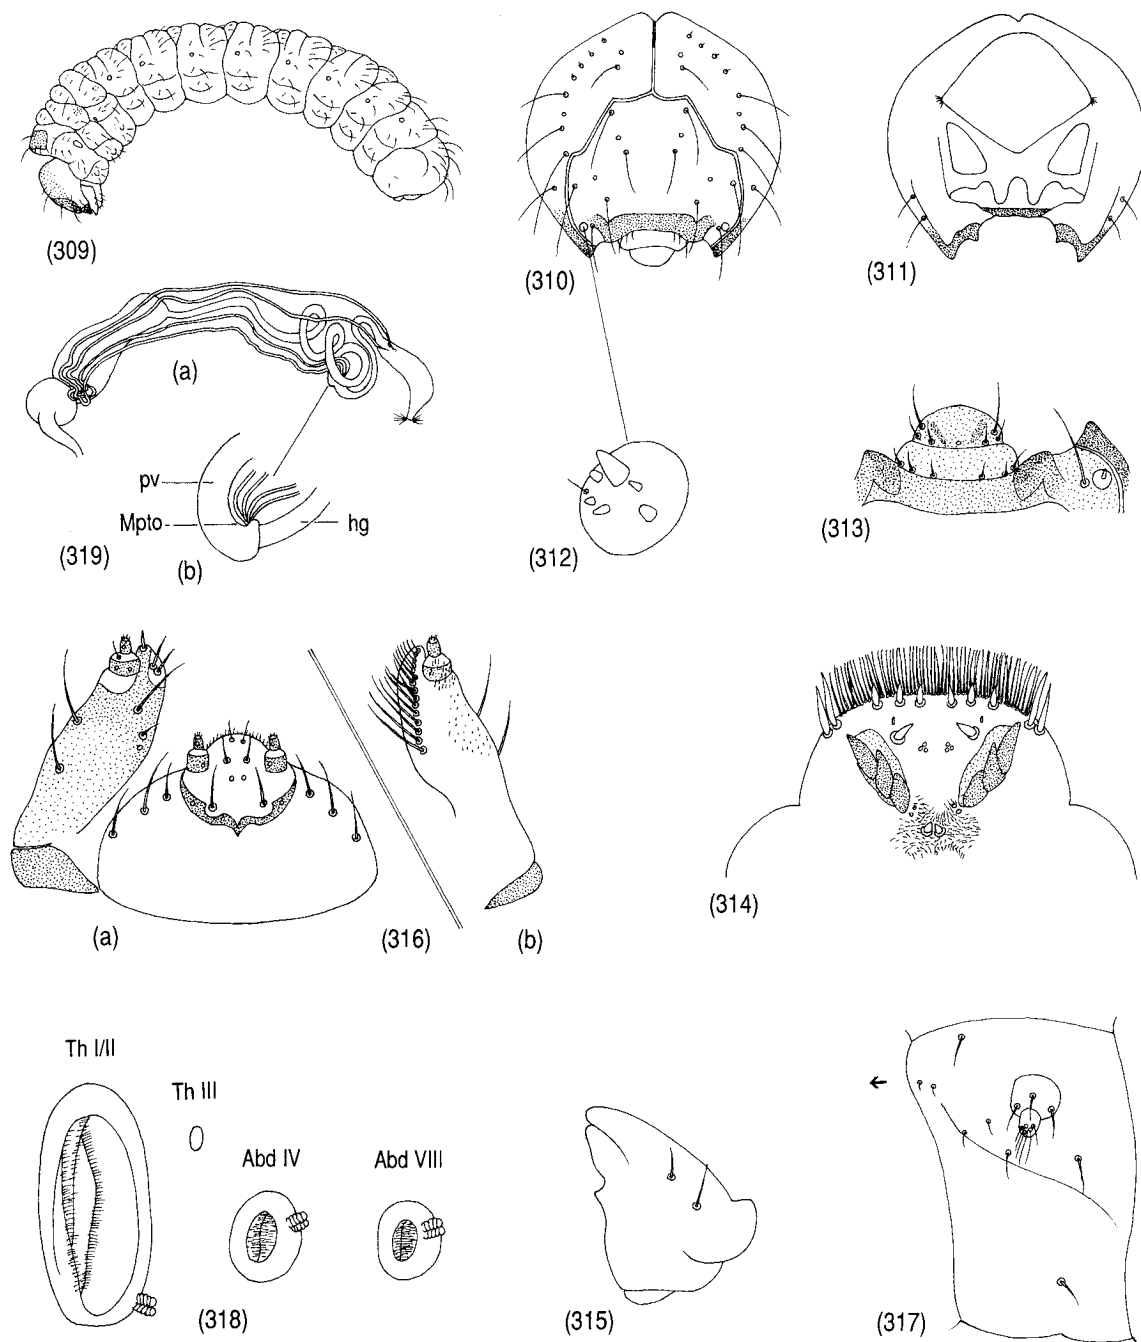 (309)
(310)
(311)
(a)
pv
Mpto
hg
(319)
(b)
(312)
(313)
(a)
(316)
(b)
(314)
Th I/II
Th III
Abd IV
Abd VIII
(318)
(315)
(317)